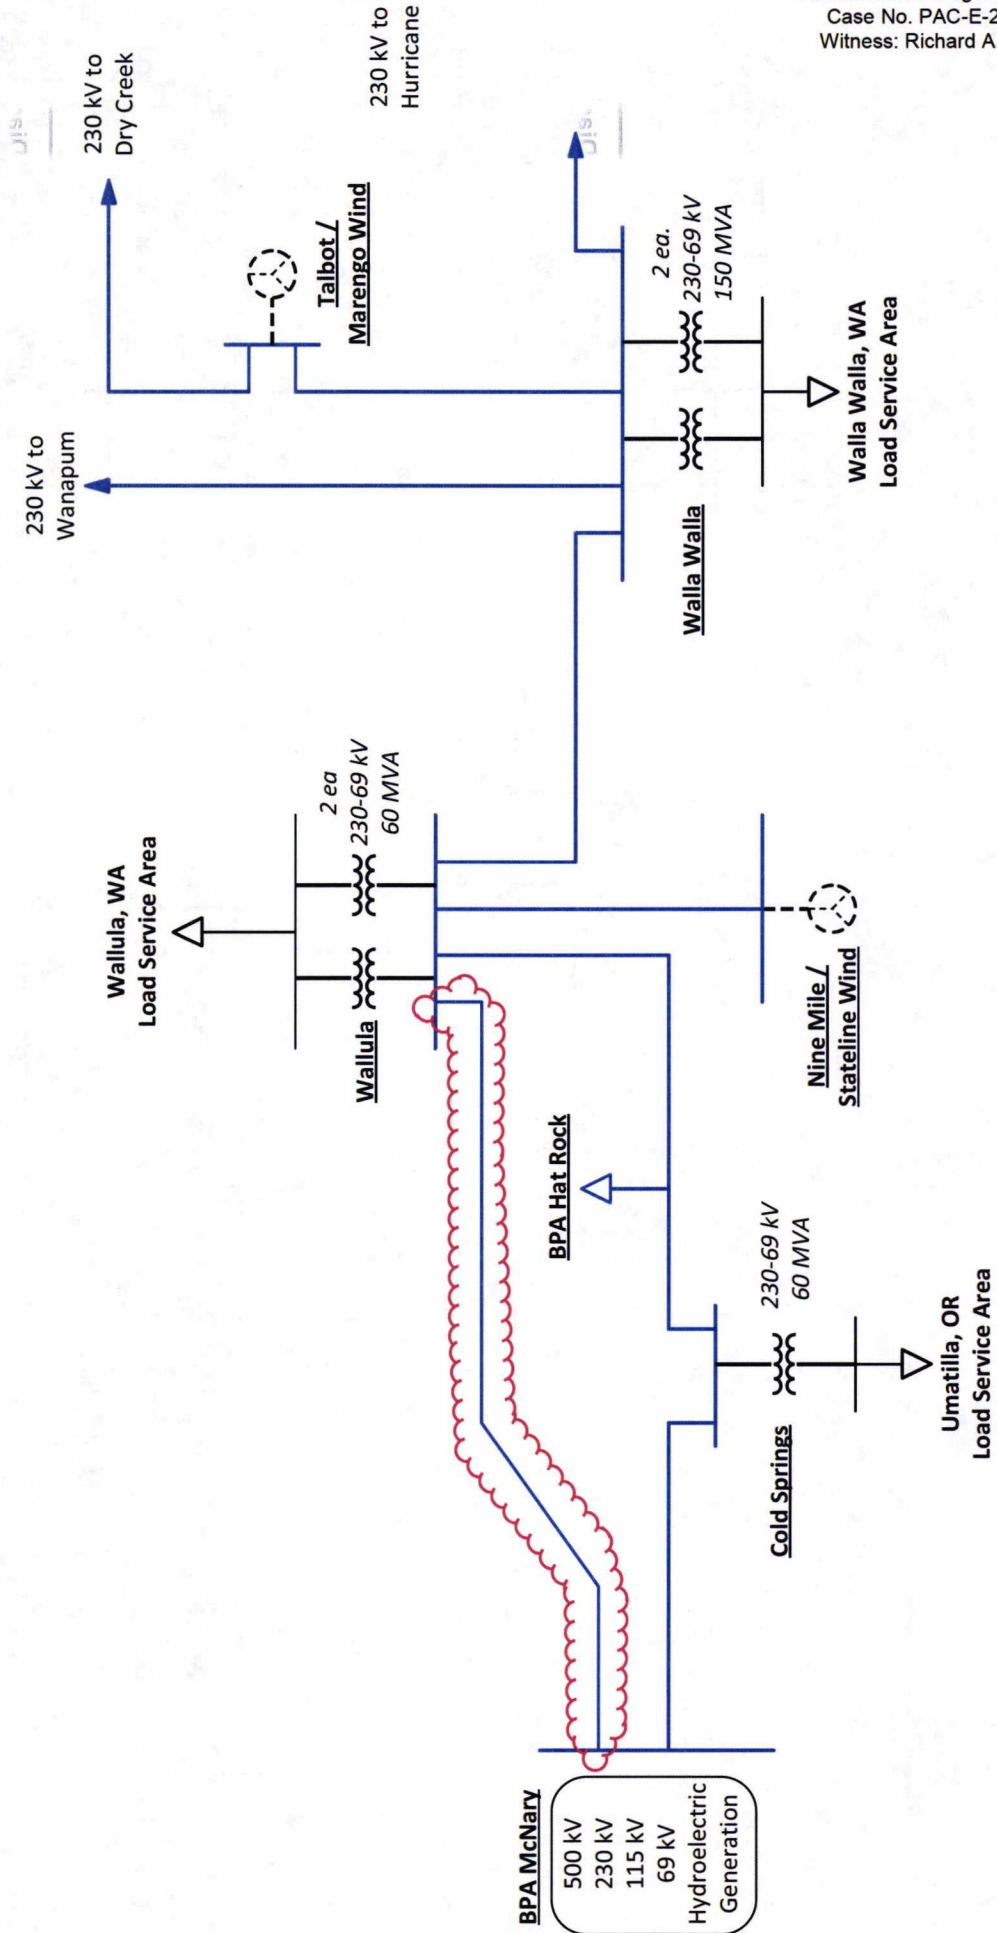 Case No. PAC-E-2
Witness: Richard A
230 kV to
Dry Creek
230 kV to
Hurricane
230 kV to
Wanapum
Talbot /
Marengo Wind
2 ea.
230-69 kV
150 MVA
Walla Walla
Walla Walla, WA
Load Service Area
Wallula, WA
Load Service Area
2 ea
230-69 kV
60 MVA
Wallula
Nine Mile /
Stateline Wind
BPA Hat Rock
230-69 kV
60 MVA
Cold Springs
Umatilla, OR
Load Service Area
BPA McNary
500 kV
230 kV
115 kV
69 kV
Hydroelectric
Generation